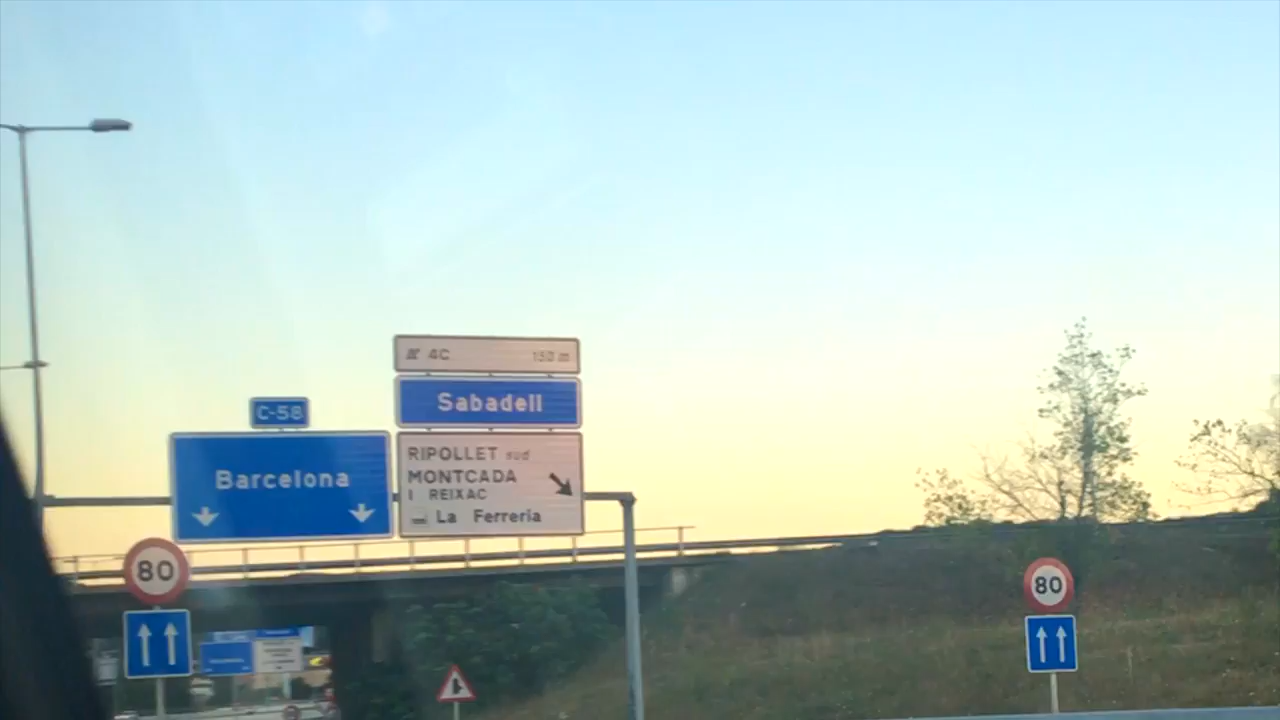 4C 150 m
Sabadell
C-58
Barcelona
RIPOLLET sud
MONTCADA
I REIXAC
La Ferreria
80
80